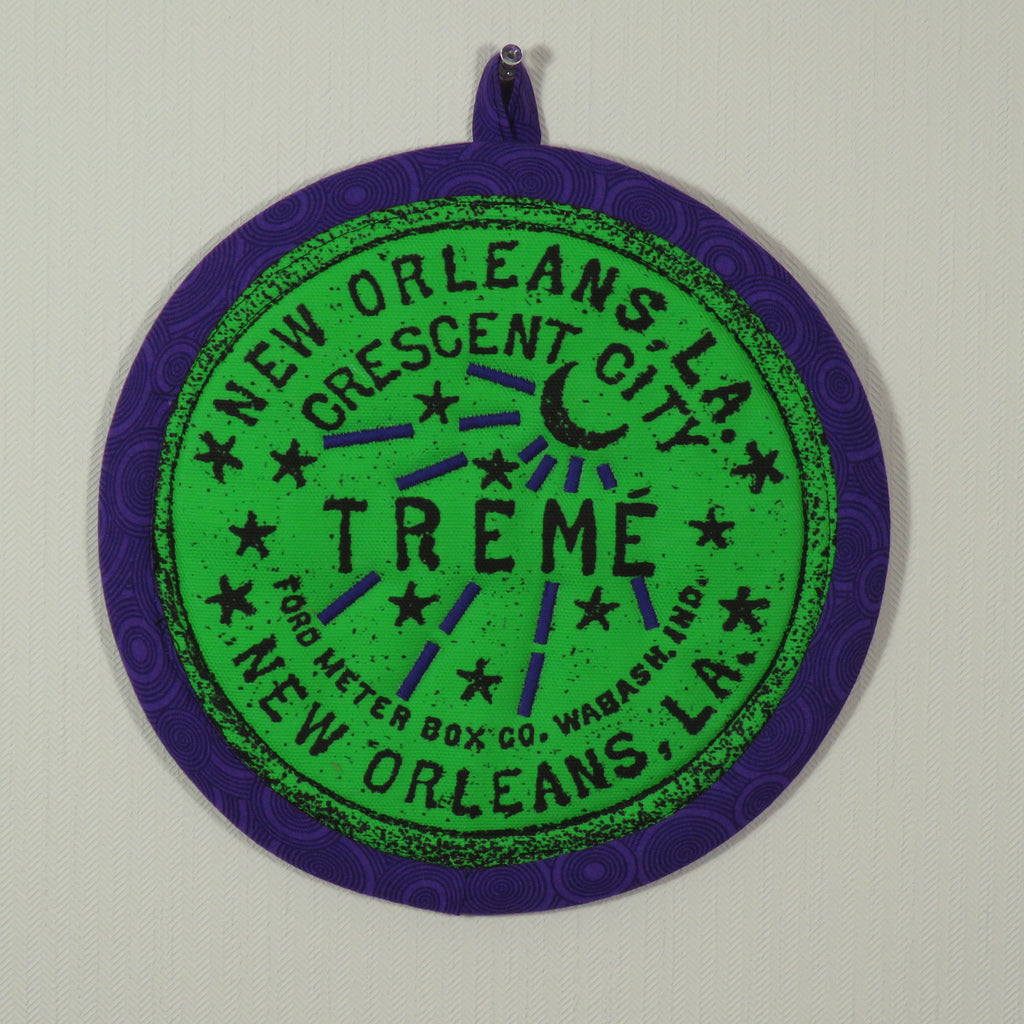 NEW ORLEANS, LA.
CRESCENT CITY
TREMÉ
FORD METER BOX CO. WABASH, IND.
NEW ORLEANS, LA.